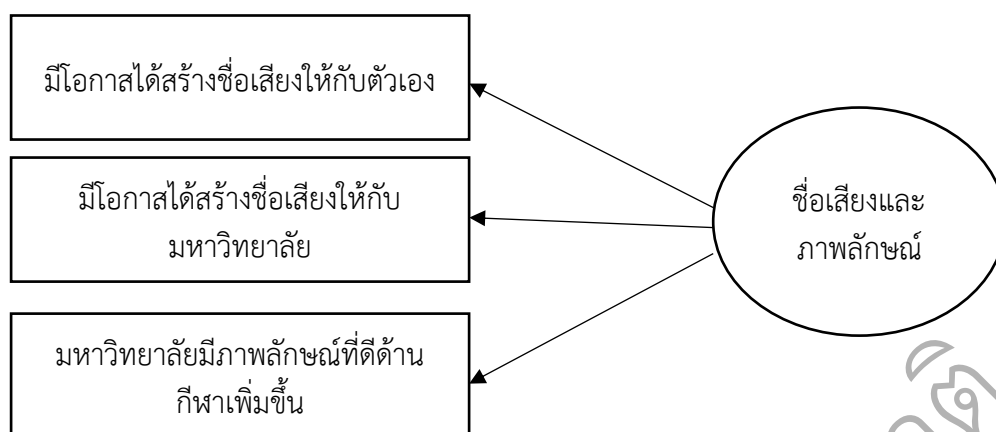 มีโอกาสได้สร้างชื่อเสียงให้กับตัวเอง
มีโอกาสได้สร้างชื่อเสียงให้กับ
มหาวิทยาลัย
มหาวิทยาลัยมีภาพลักษณ์ที่ดีด้าน
กีฬาเพิ่มขึ้น
ชื่อเสียงและ
ภาพลักษณ์